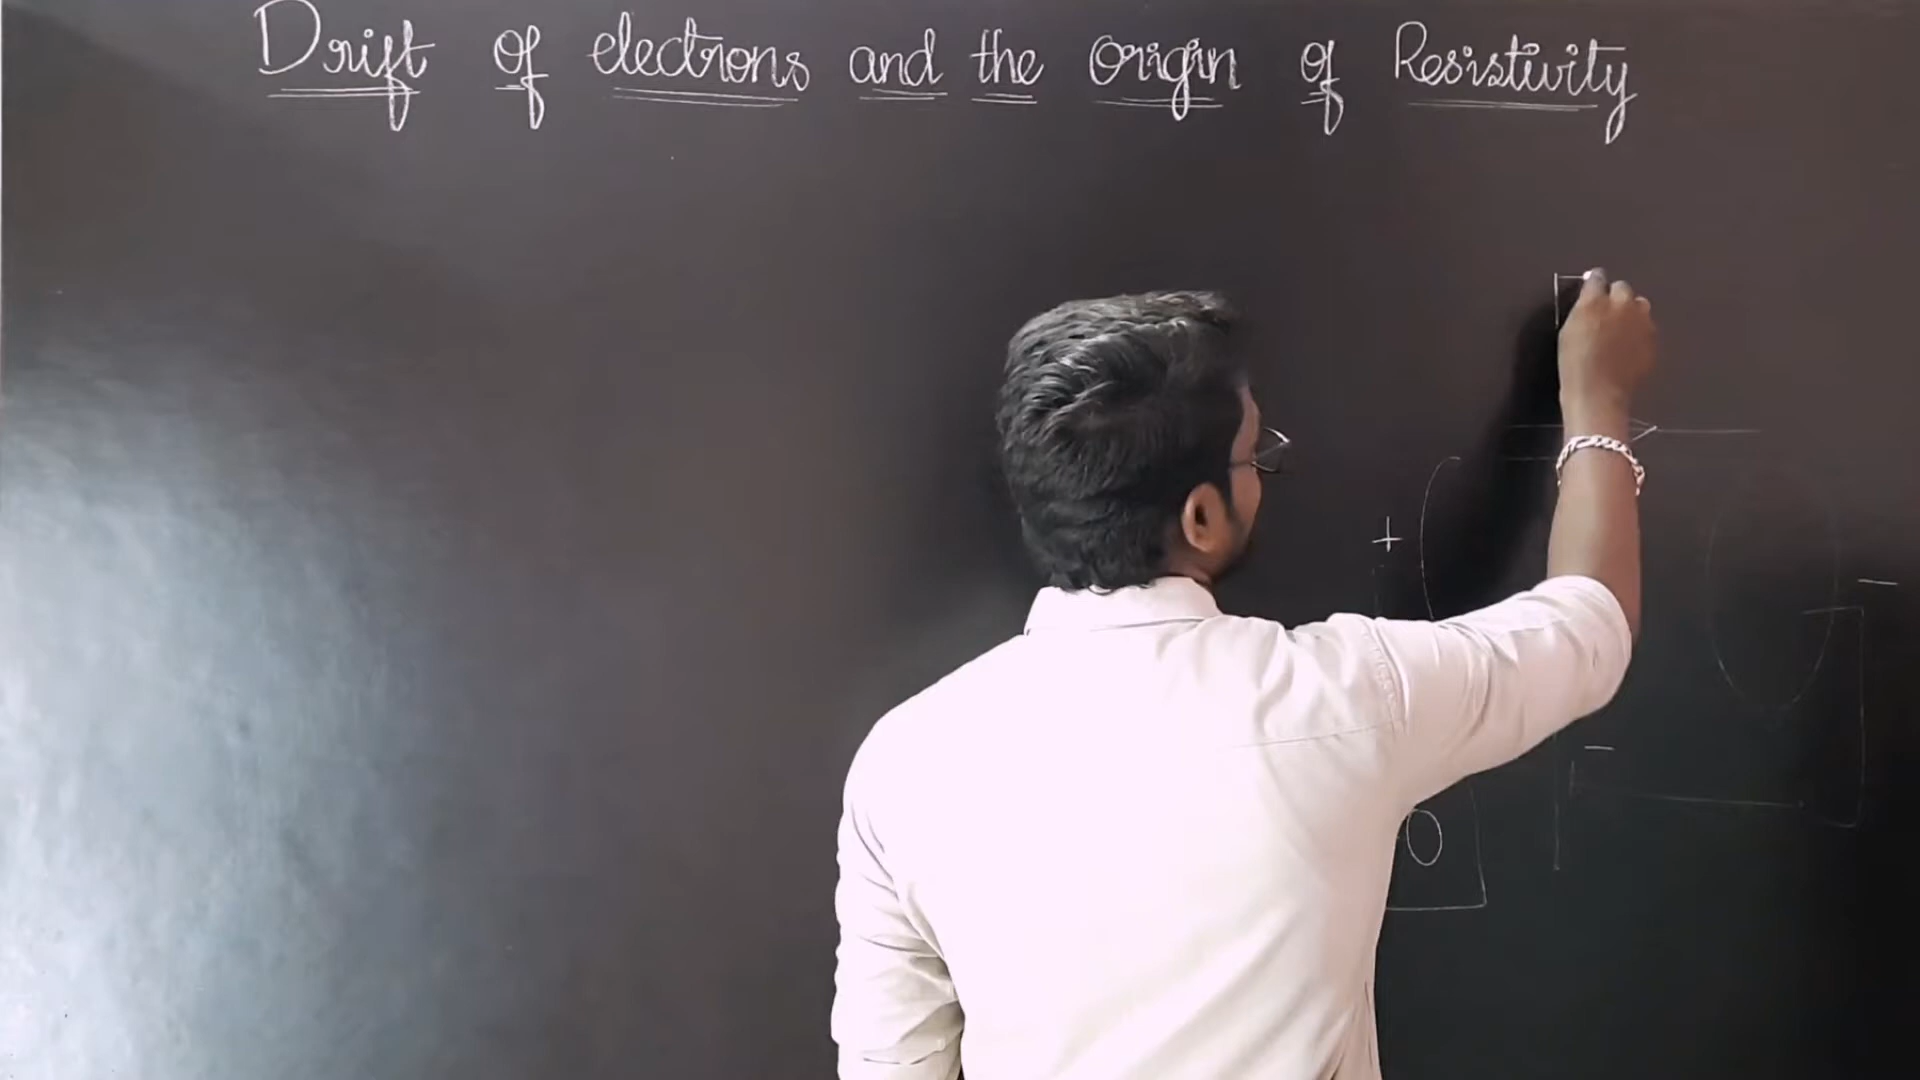 Drift of electrons and the Origin of Resistivity
+
-
-